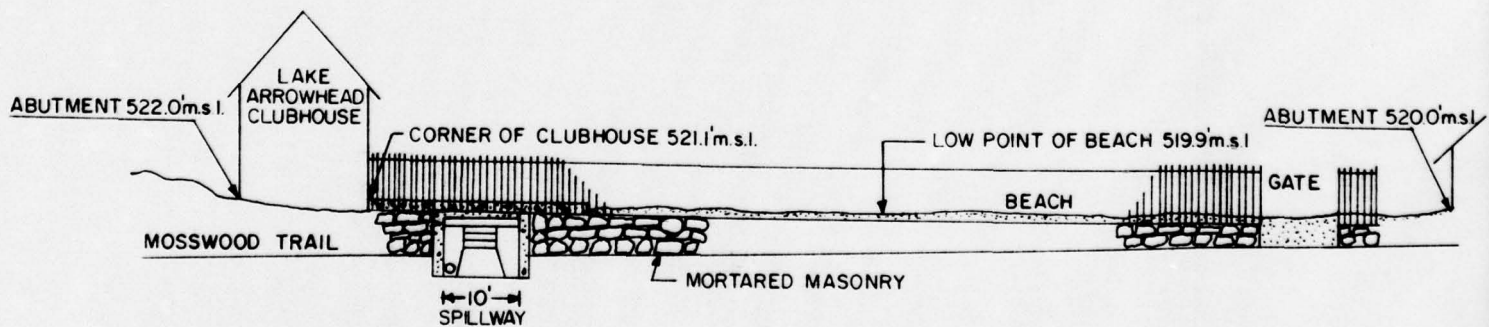 LAKE
ARROWHEAD
CLUBHOUSE
ABUTMENT 522.0'm.s.l.
CORNER OF CLUBHOUSE 521.1'm.s.l.
LOW POINT OF BEACH 519.9'm.s.l
ABUTMENT 520.0'm.s.l.
BEACH
GATE
MOSSWOOD TRAIL
MORTARED MASONRY
10'
SPILLWAY